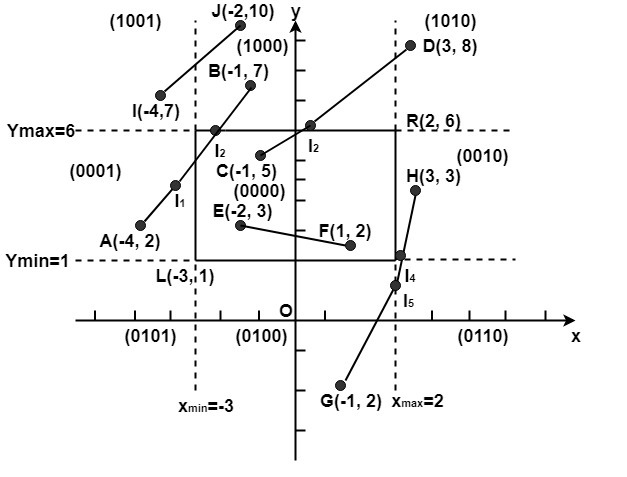 J(-2,10)
y
(1001)
(1010)
(1000)
D(3, 8)
B(-1, 7)
I(-4,7)
R(2, 6)
Ymax=6
I2
I2
(0010)
(0001)
C(-1, 5)
H(3, 3)
(0000)
I1
E(-2, 3)
F(1, 2)
A(-4, 2)
Ymin=1
L(-3, 1)
I4
I5
O
(0101)
(0100)
(0110)
x
G(-1, 2)
xmax=2
xmin=-3